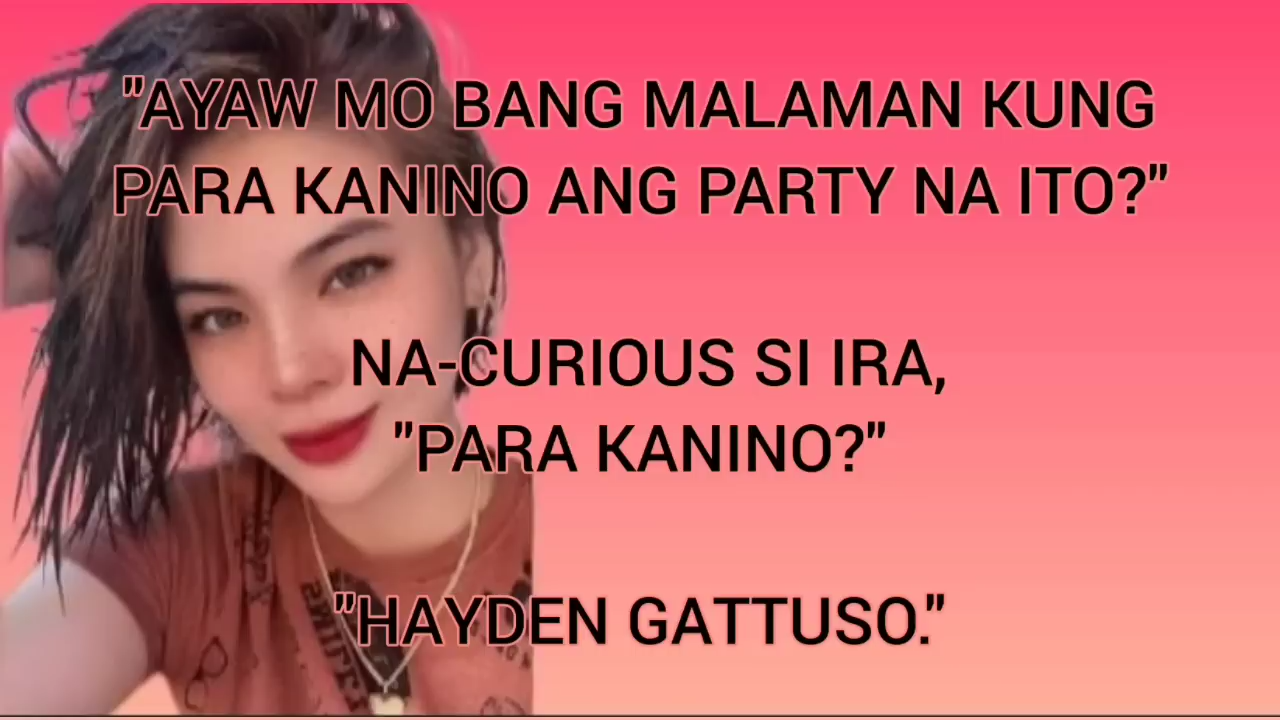 "AYAW MO BANG MALAMAN KUNG
PARA KANINO ANG PARTY NA ITO?"
NA-CURIOUS SI IRA,
"PARA KANINO?"
"HAYDEN GATTUSO."